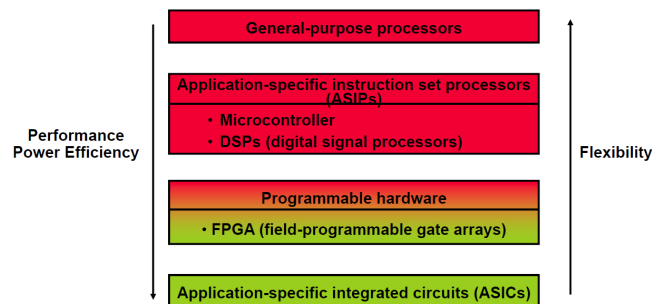 General-purpose processors
Application-specific instruction set processors
(ASIPs)
• Microcontroller
• DSPs (digital signal processors)
Performance
Power Efficiency
Flexibility
Programmable hardware
• FPGA (field-programmable gate arrays)
Application-specific integrated circuits (ASICs)